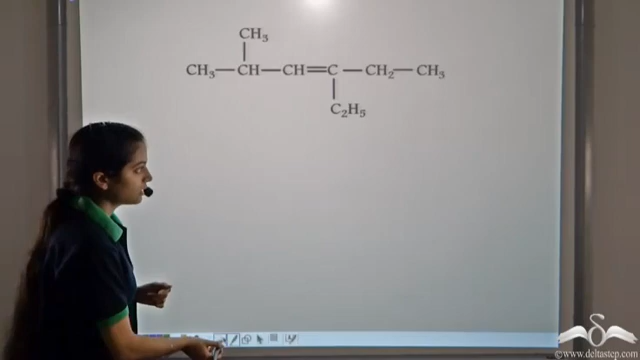 CH₃
CH₃—CH—CH=C—CH₂—CH₃
C₂H₅
©www.deltastep.com